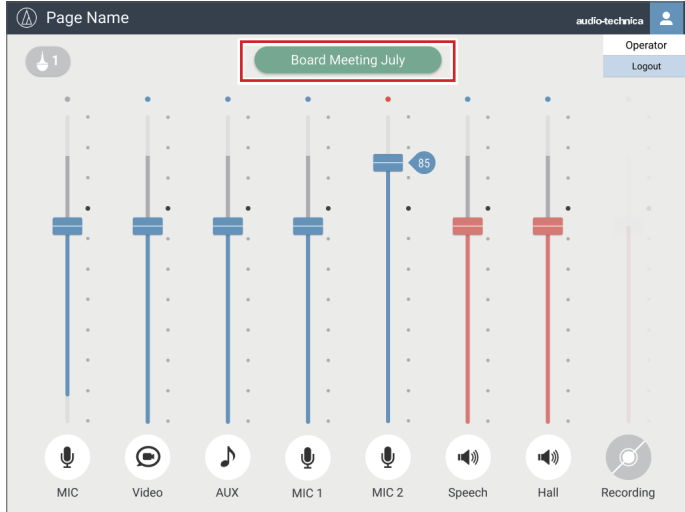 Page Name
audio-technica
Operator
Logout
1
Board Meeting July
85
MIC
Video
AUX
MIC 1
MIC 2
Speech
Hall
Recording